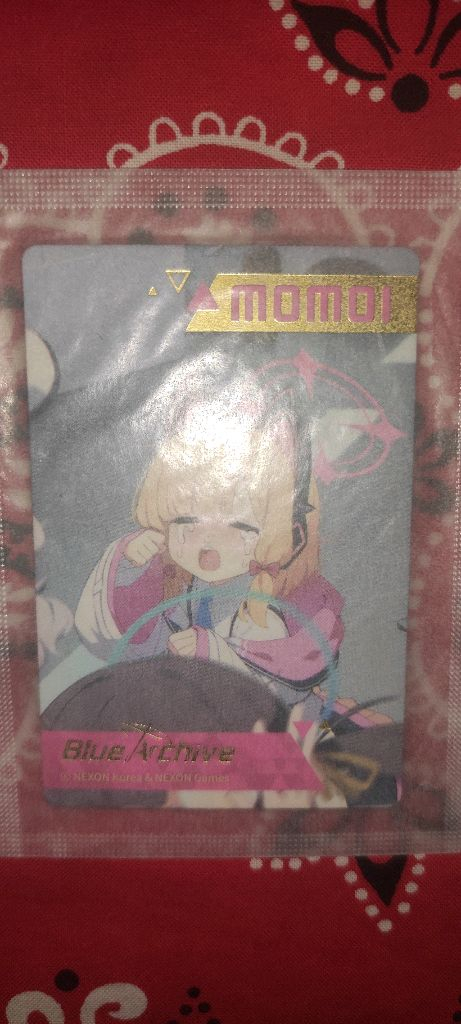 MOMOI
Blue Archive
© NEXON Korea & NEXON Games